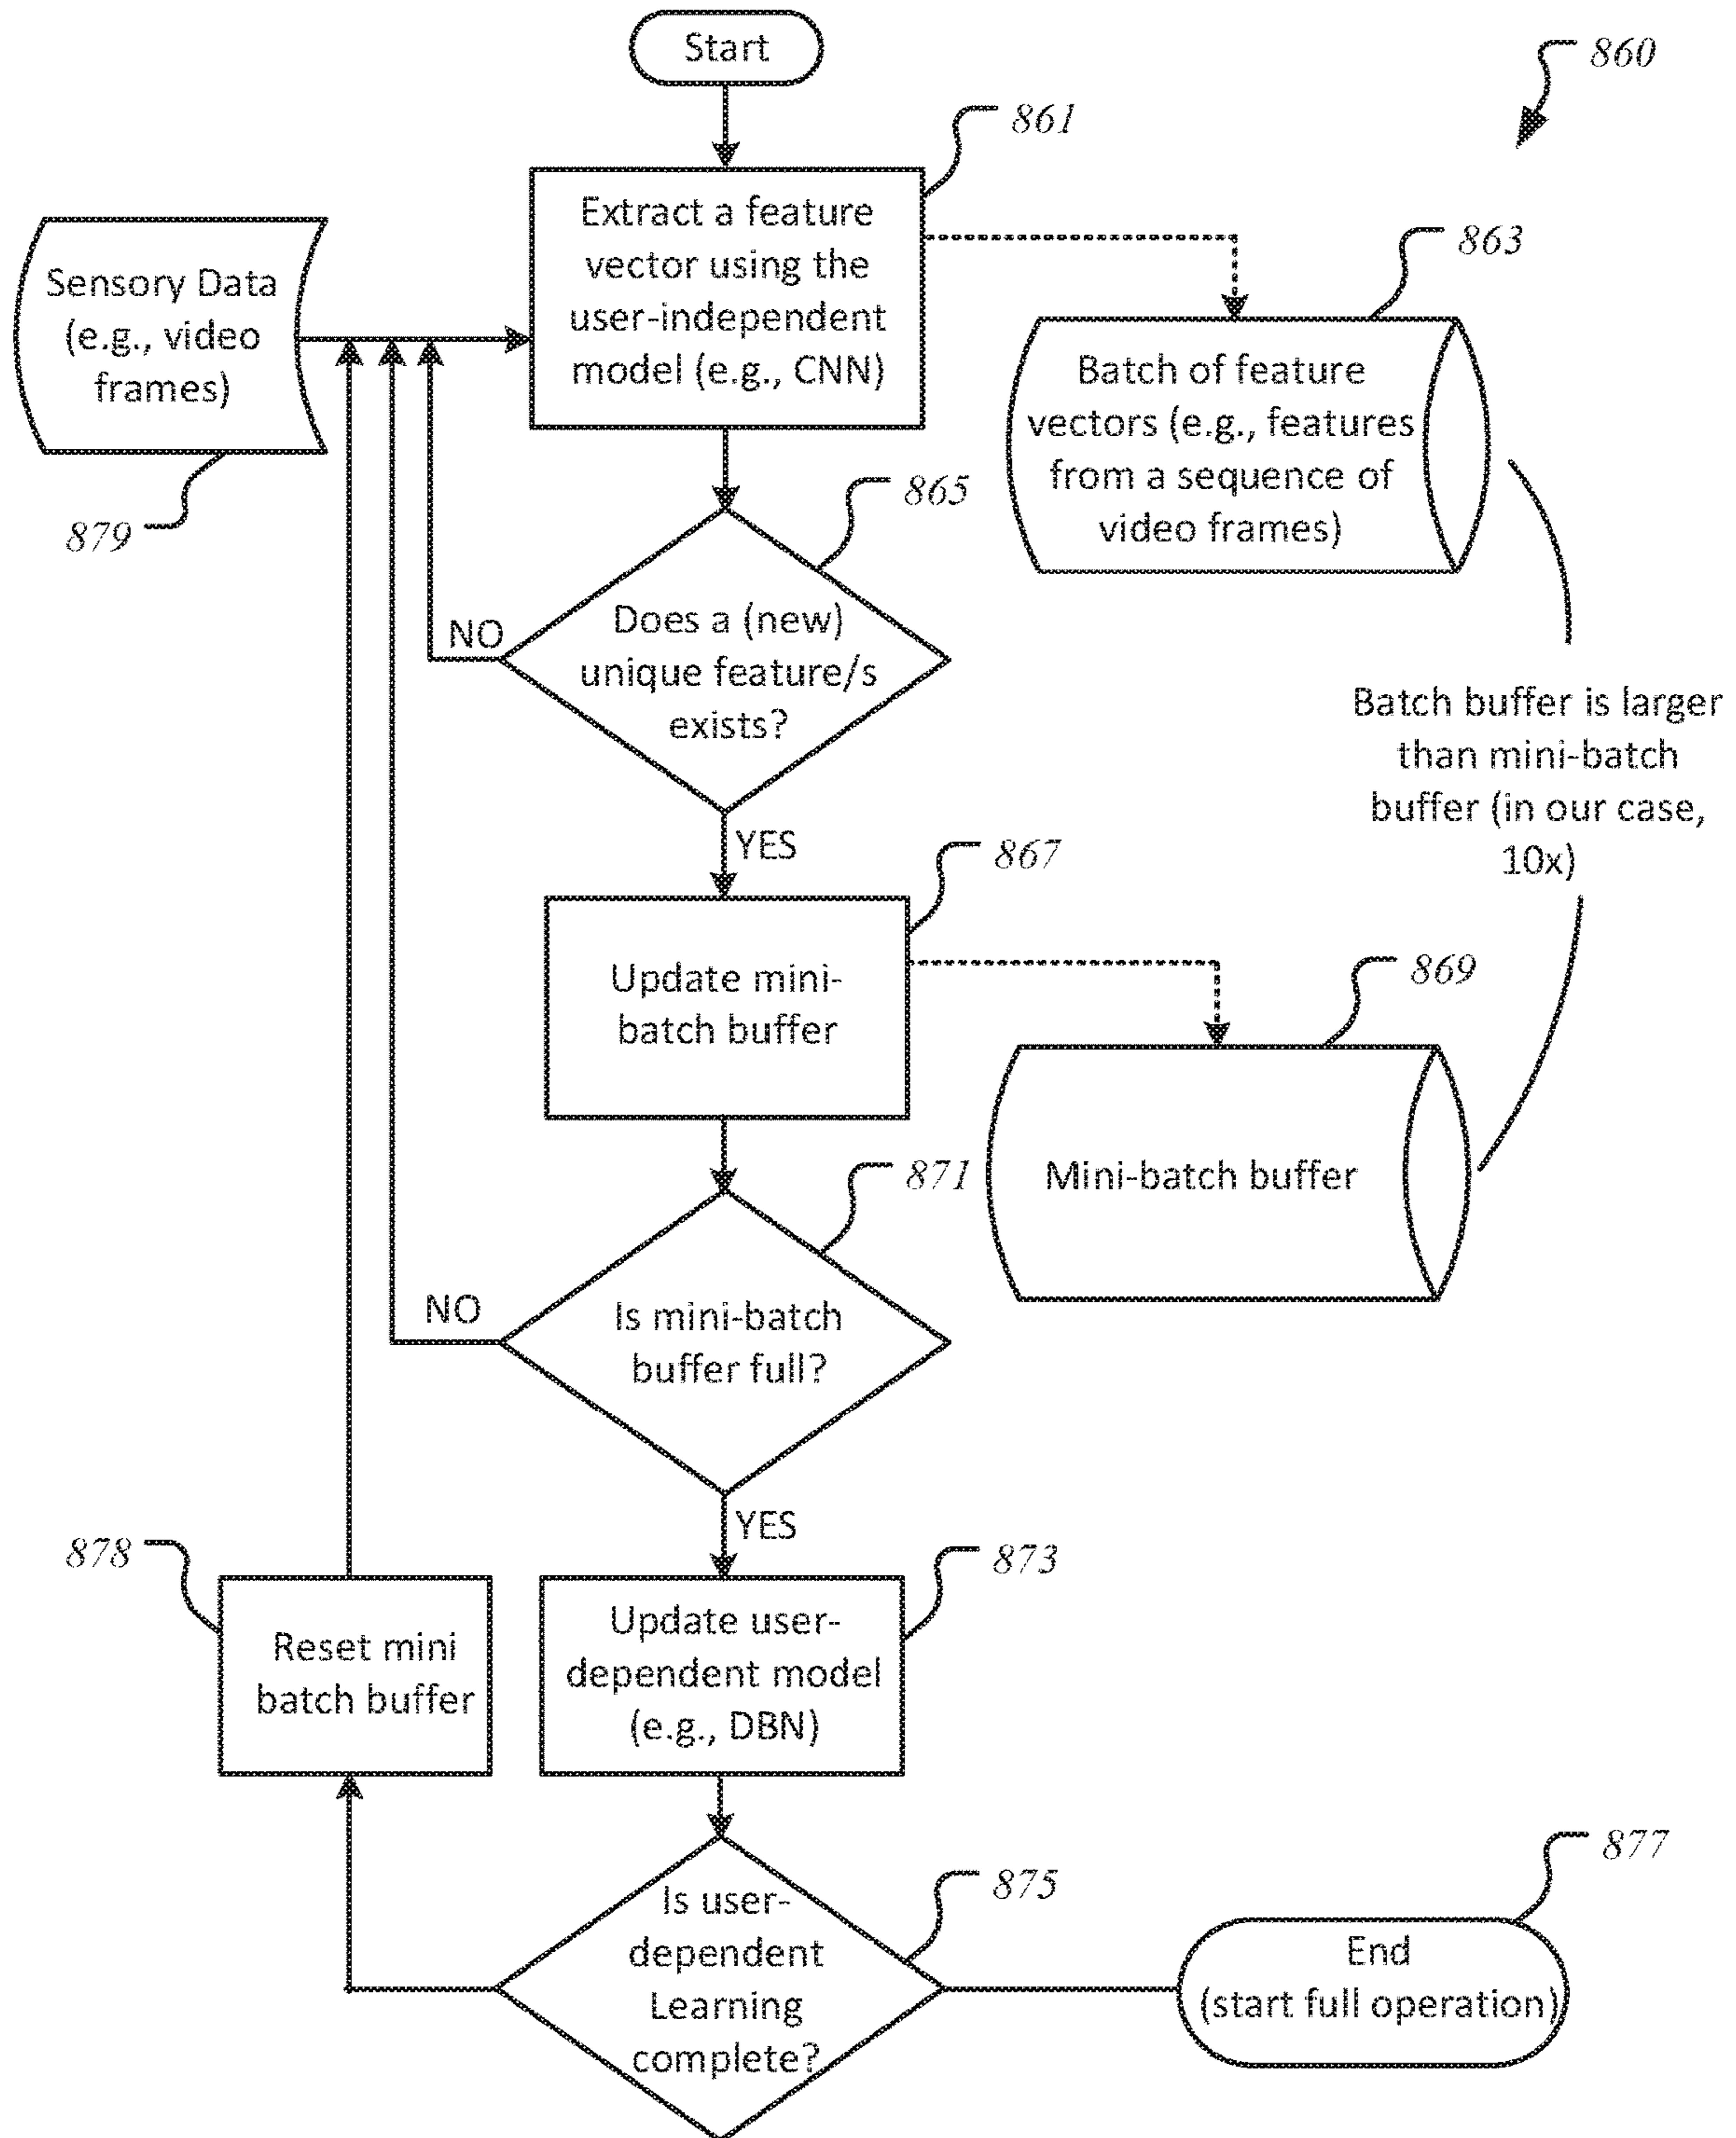 Start
860
861
Extract a feature
vector using the
user-independent
model (e.g., CNN)
863
Sensory Data
(e.g., video
frames)
879
Batch of feature
vectors (e.g., features
from a sequence of
video frames)
865
NO
Does a (new)
unique feature/s
exists?
Batch buffer is larger
than mini-batch
buffer (in our case,
10x)
YES
867
Update mini-
batch buffer
869
Mini-batch buffer
871
NO
Is mini-batch
buffer full?
YES
878
873
Reset mini
batch buffer
Update user-
dependent model
(e.g., DBN)
875
877
Is user-
dependent
Learning
complete?
End
(start full operation)